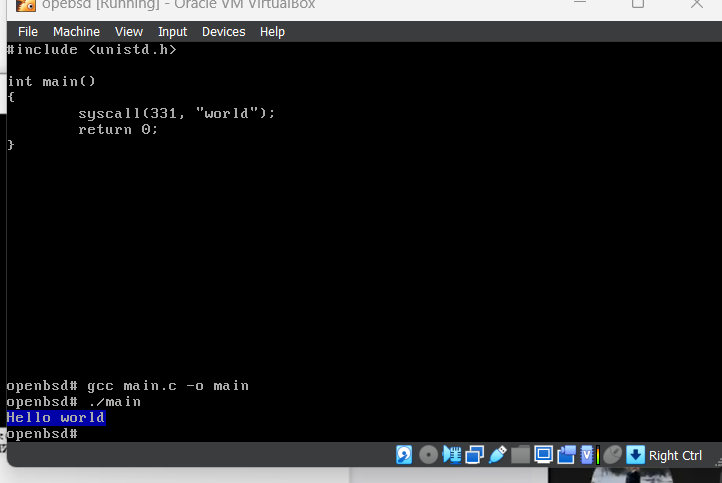 opebsd [Running] - Oracle VM VirtualBox
File Machine View Input Devices Help
#include <unistd.h>
int main()
{
        syscall(331, "world");
        return 0;
}
openbsd# gcc main.c -o main
openbsd# ./main
Hello world
openbsd#
Right Ctrl